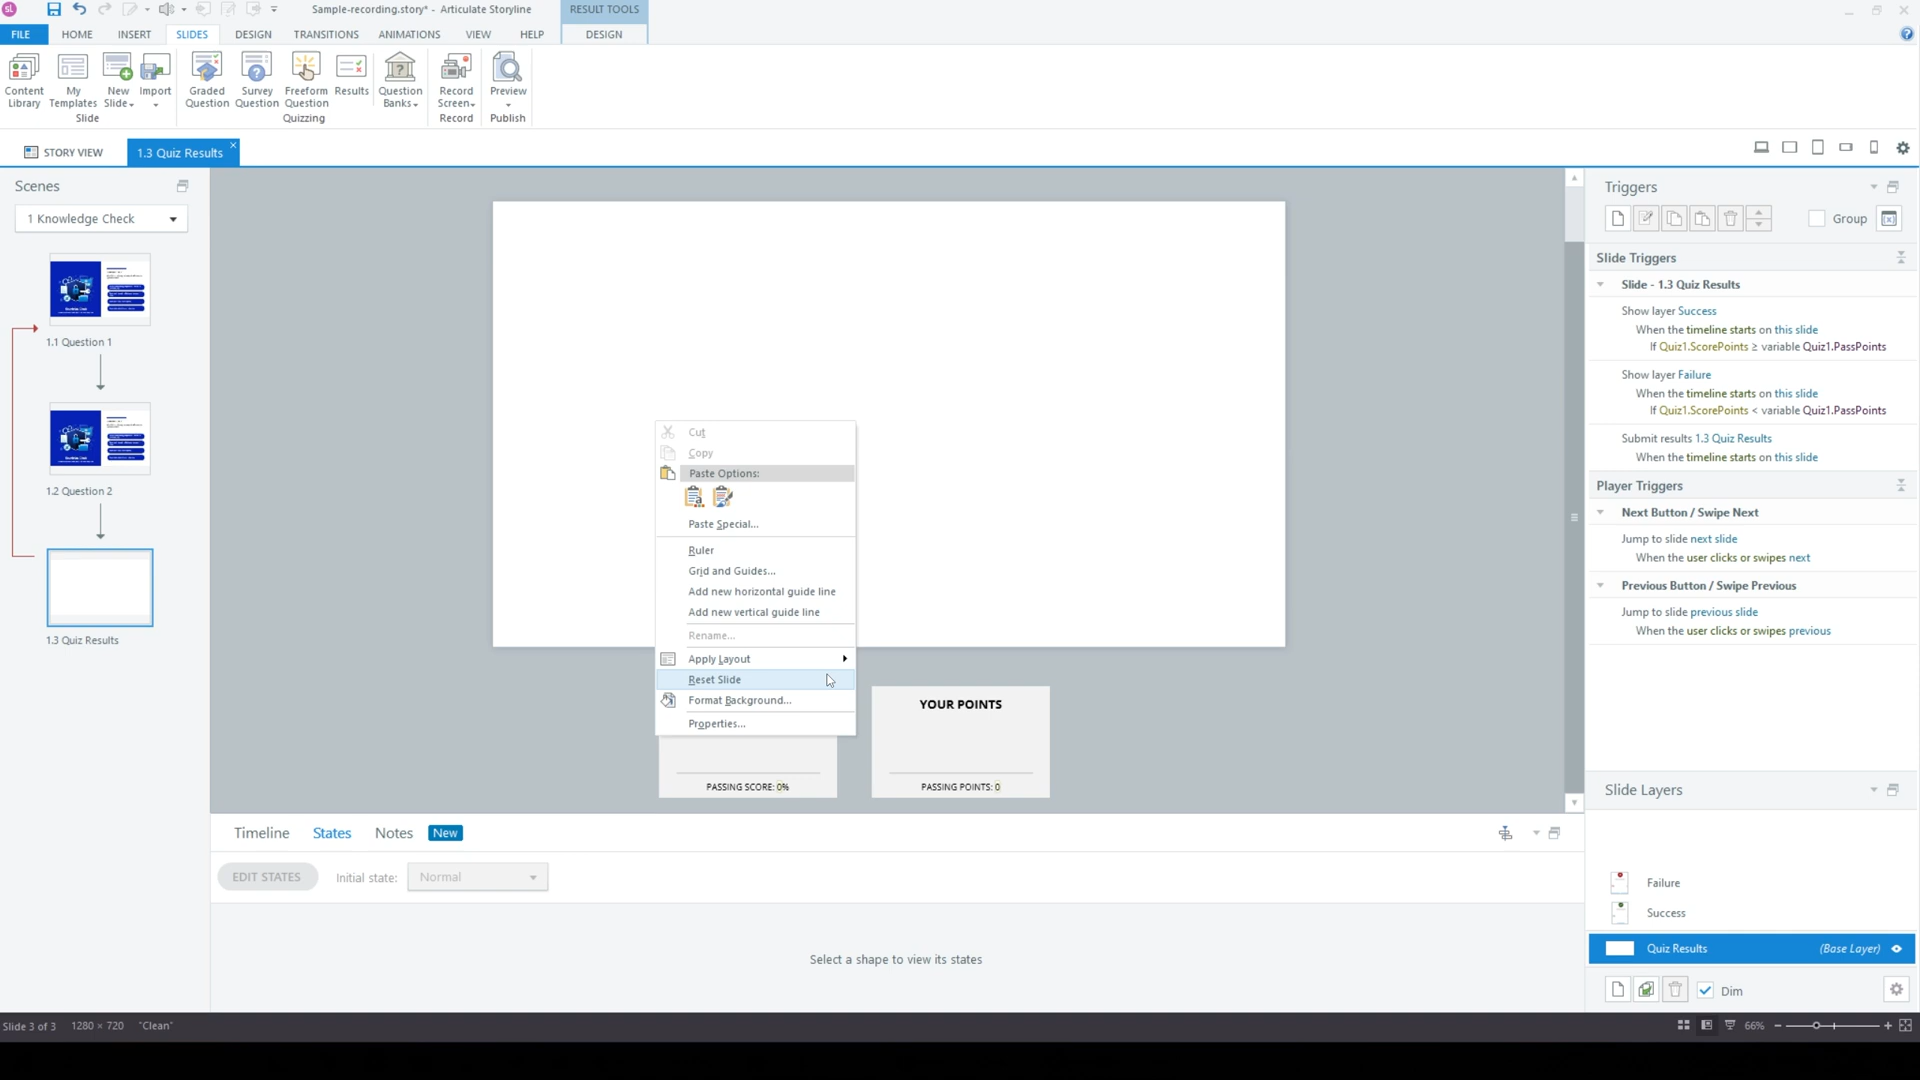 Sample-recording.story* - Articulate Storyline
RESULT TOOLS
FILE HOME INSERT SLIDES DESIGN TRANSITIONS ANIMATIONS VIEW HELP DESIGN
Content Library
My Templates
New Slide
Import
Slide
Graded Question
Survey Question
Freeform Question
Results
Question Banks
Quizzing
Record Screen
Record
Preview
Publish
STORY VIEW
1.3 Quiz Results
Scenes
1 Knowledge Check
1.1 Question 1
1.2 Question 2
1.3 Quiz Results
Cut
Copy
Paste Options:
Paste Special...
Ruler
Grid and Guides...
Add new horizontal guide line
Add new vertical guide line
Rename...
Apply Layout
Reset Slide
Format Background...
Properties...
PASSING SCORE: 0%
YOUR POINTS
PASSING POINTS: 0
Timeline States Notes New
EDIT STATES Initial state: Normal
Select a shape to view its states
Triggers
Group
Slide Triggers
Slide - 1.3 Quiz Results
Show layer Success
When the timeline starts on this slide
If Quiz1.ScorePoints ≥ variable Quiz1.PassPoints
Show layer Failure
When the timeline starts on this slide
If Quiz1.ScorePoints < variable Quiz1.PassPoints
Submit results 1.3 Quiz Results
When the timeline starts on this slide
Player Triggers
Next Button / Swipe Next
Jump to slide next slide
When the user clicks or swipes next
Previous Button / Swipe Previous
Jump to slide previous slide
When the user clicks or swipes previous
Slide Layers
Failure
Success
Quiz Results (Base Layer)
Dim
Slide 3 of 3 1280 × 720 "Clean"
66%